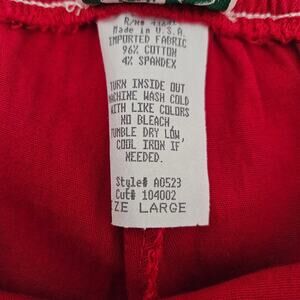 Made in U.S.A.
IMPORTED FABRIC
96% COTTON
4% SPANDEX
TURN INSIDE OUT
MACHINE WASH COLD
WITH LIKE COLORS
NO BLEACH,
TUMBLE DRY LOW,
COOL IRON IF
NEEDED.
Style# A0523
Cut# 104002
ZE LARGE